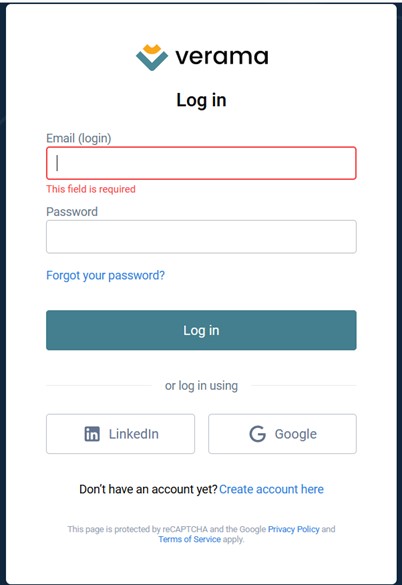 verama
Log in
Email (login)
This field is required
Password
Forgot your password?
Log in
or log in using
LinkedIn
Google
Don't have an account yet? Create account here
This page is protected by reCAPTCHA and the Google Privacy Policy and
Terms of Service apply.